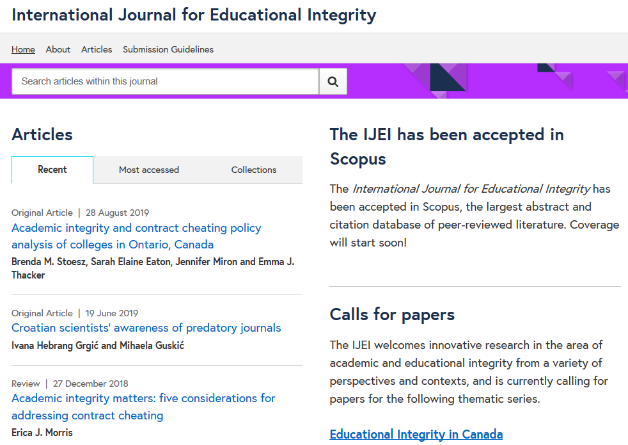 International Journal for Educational Integrity
Home About Articles Submission Guidelines
Search articles within this journal
Articles
Recent Most accessed Collections
Original Article | 28 August 2019
Academic integrity and contract cheating policy
analysis of colleges in Ontario, Canada
Brenda M. Stoesz, Sarah Elaine Eaton, Jennifer Miron and Emma J.
Thacker
Original Article | 19 June 2019
Croatian scientists' awareness of predatory journals
Ivana Hebrang Grgić and Mihaela Guskić
Review | 27 December 2018
Academic integrity matters: five considerations for
addressing contract cheating
Erica J. Morris
The IJEI has been accepted in
Scopus
The International Journal for Educational Integrity has
been accepted in Scopus, the largest abstract and
citation database of peer-reviewed literature. Coverage
will start soon!
Calls for papers
The IJEI welcomes innovative research in the area of
academic and educational integrity from a variety of
perspectives and contexts, and is currently calling for
papers for the following thematic series.
Educational Integrity in Canada